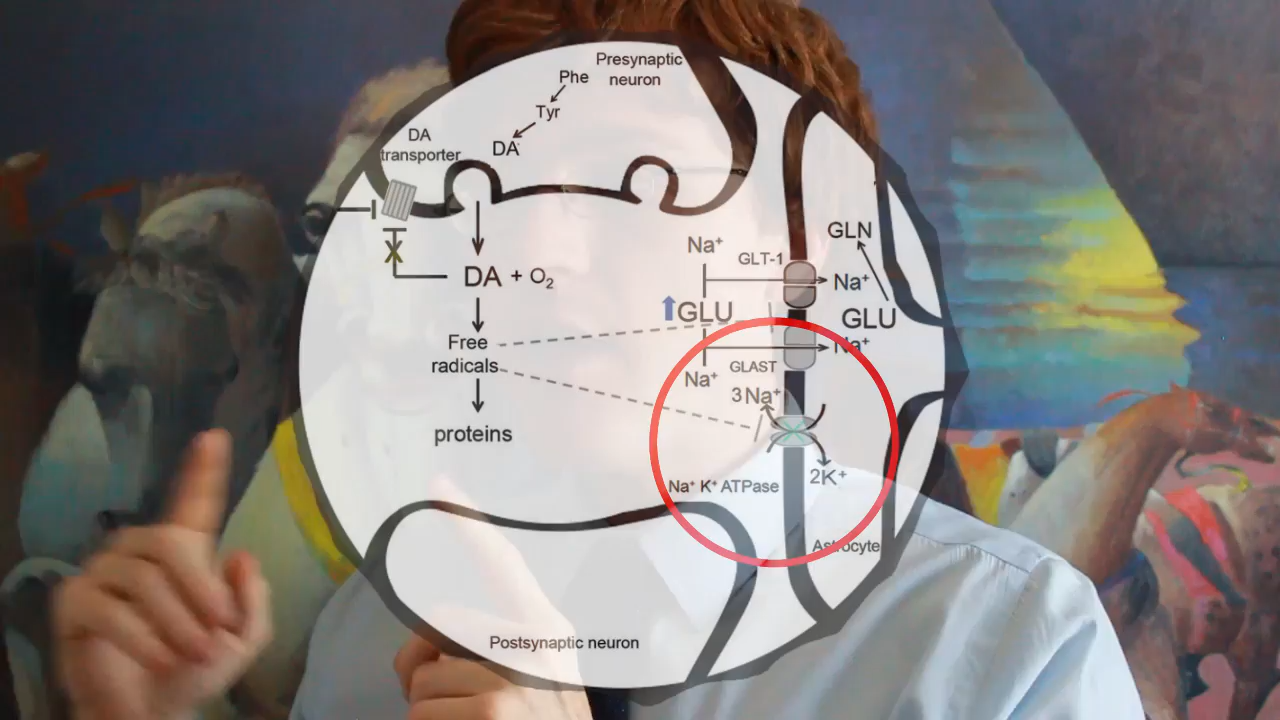 Presynaptic
neuron
Phe
Tyr
DA
DA
transporter
DA + O₂
Free
radicals
proteins
Na⁺
GLT-1
GLU
Na⁺
GLAST
3Na⁺
Na⁺ K⁺ ATPase
GLN
Na⁺
GLU
Na⁺
2K⁺
Astrocyte
Postsynaptic neuron